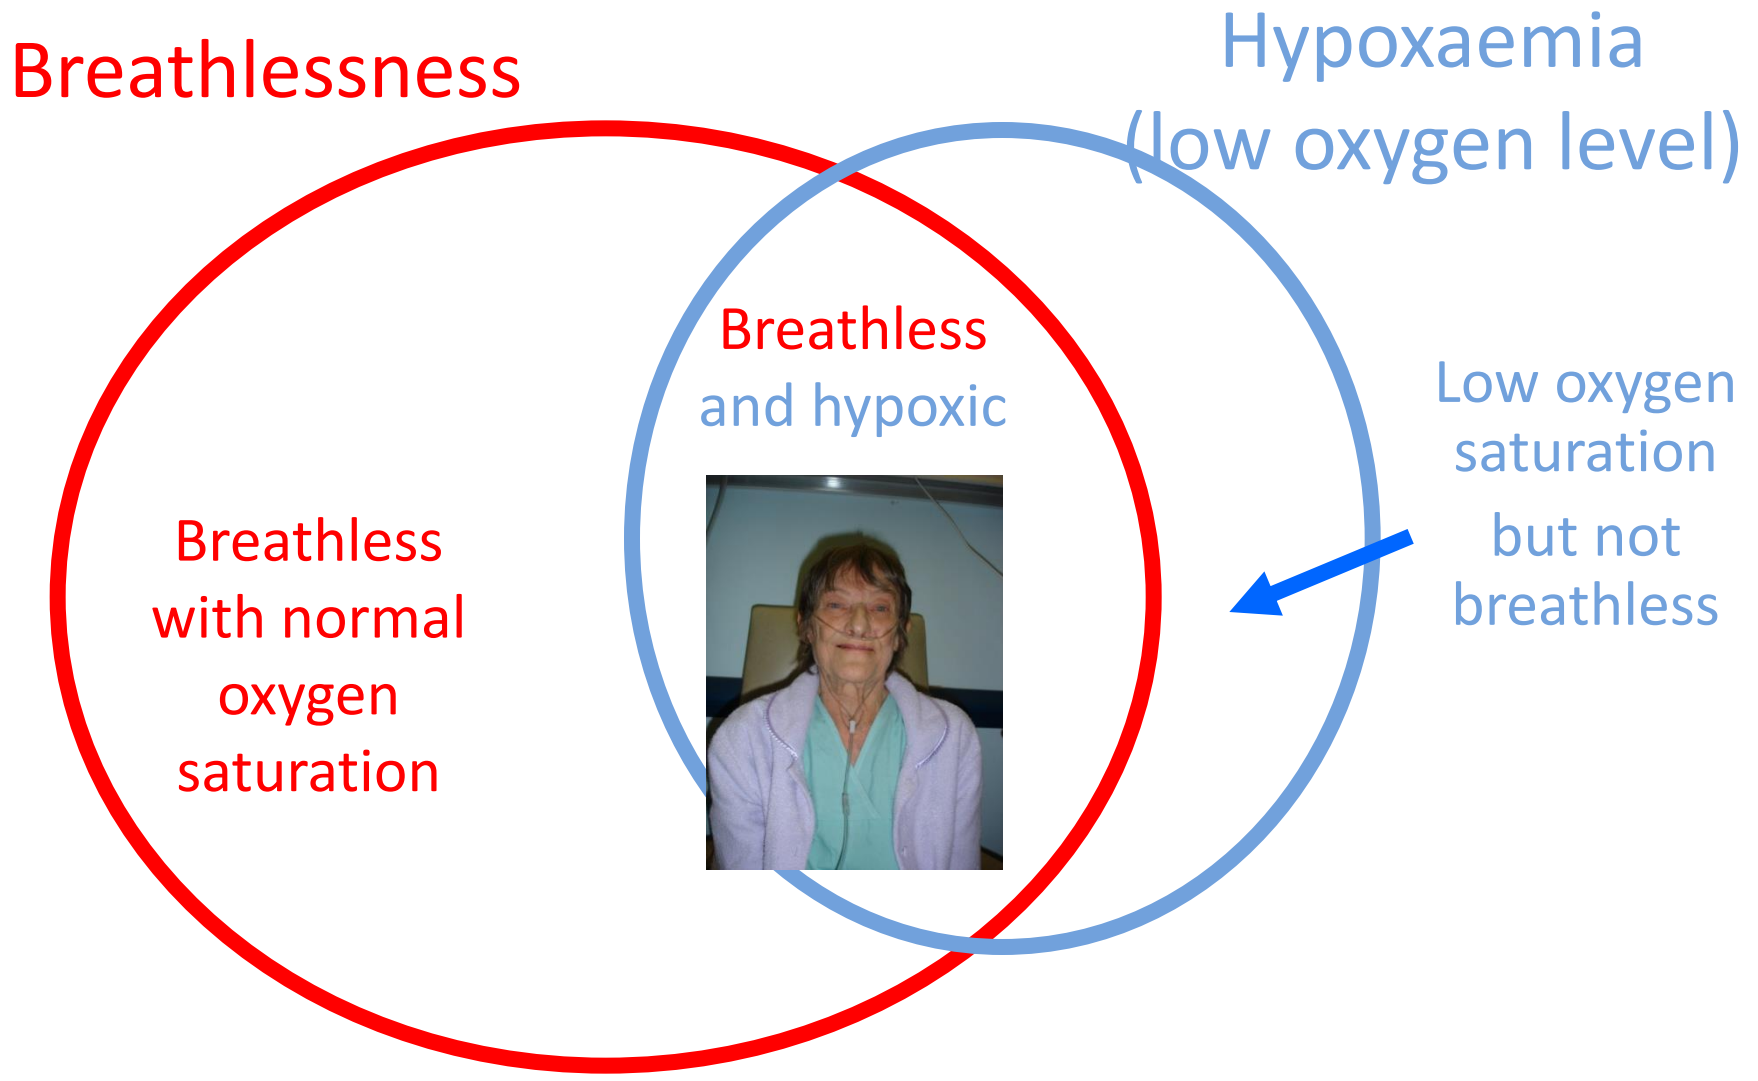 Breathlessness
Hypoxaemia
(low oxygen level)
Breathless
and hypoxic
Low oxygen
saturation
but not
breathless
Breathless
with normal
oxygen
saturation